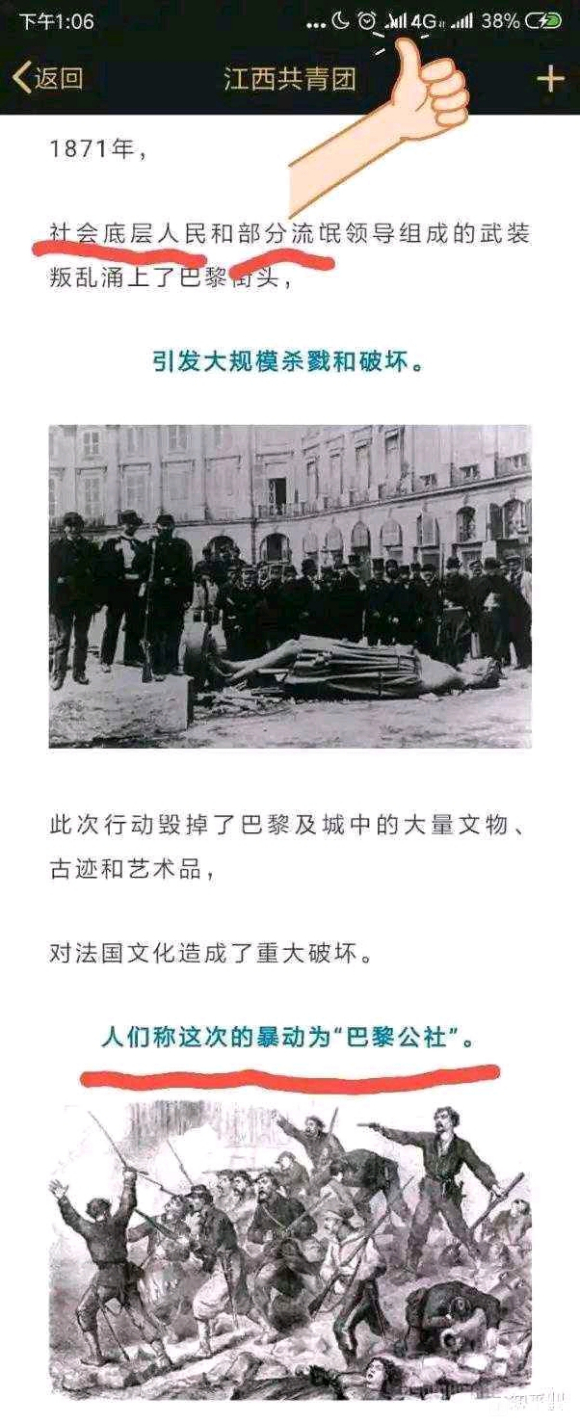 下午1:06
... 4G 38%
返回 江西共青团 +
1871年，
社会底层人民和部分流氓领导组成的武装
叛乱涌上了巴黎街头，
引发大规模杀戮和破坏。
此次行动毁掉了巴黎及城中的大量文物、
古迹和艺术品，
对法国文化造成了重大破坏。
人们称这次的暴动为“巴黎公社”。